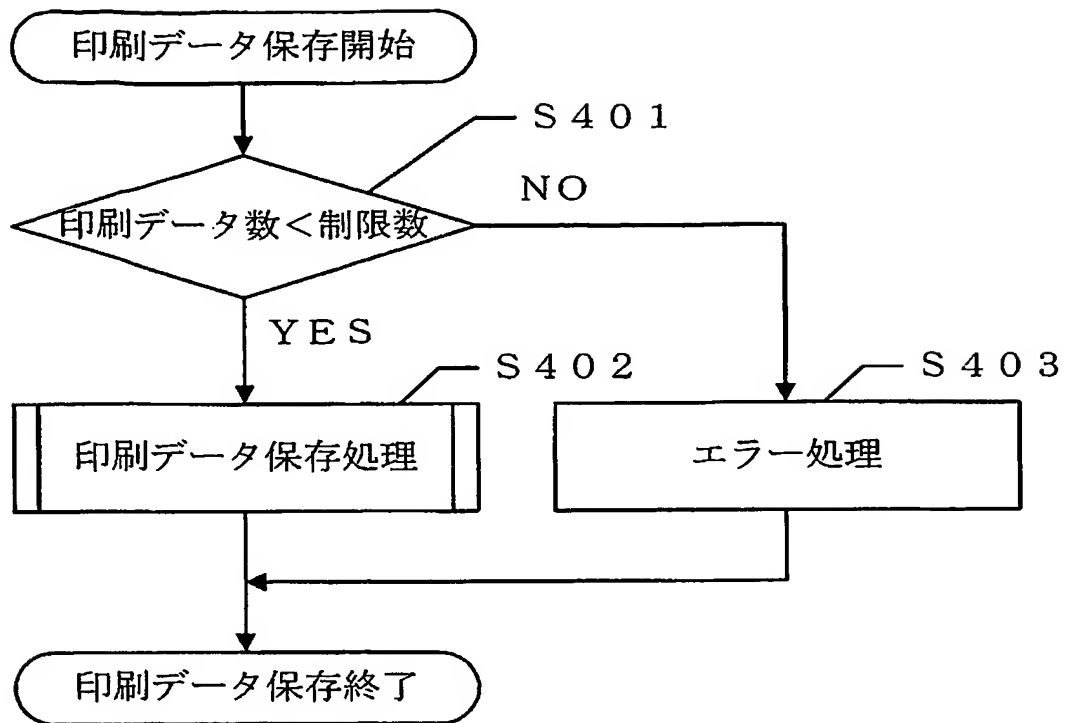 印刷データ保存開始
S401
印刷データ数<制限数
NO
YES
S402
S403
印刷データ保存処理
エラー処理
印刷データ保存終了